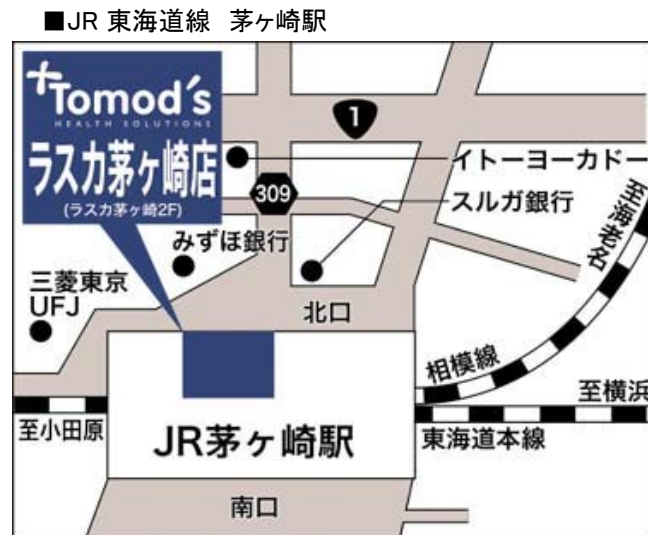 ■JR 東海道線 茅ヶ崎駅
Tomod's
HEALTH SOLUTIONS
ラスカ茅ヶ崎店
(ラスカ茅ヶ崎2F)
1
イトーヨーカドー
309
スルガ銀行
至海老名
みずほ銀行
三菱東京
UFJ
北口
相模線
至横浜
至小田原
JR茅ヶ崎駅
東海道本線
南口